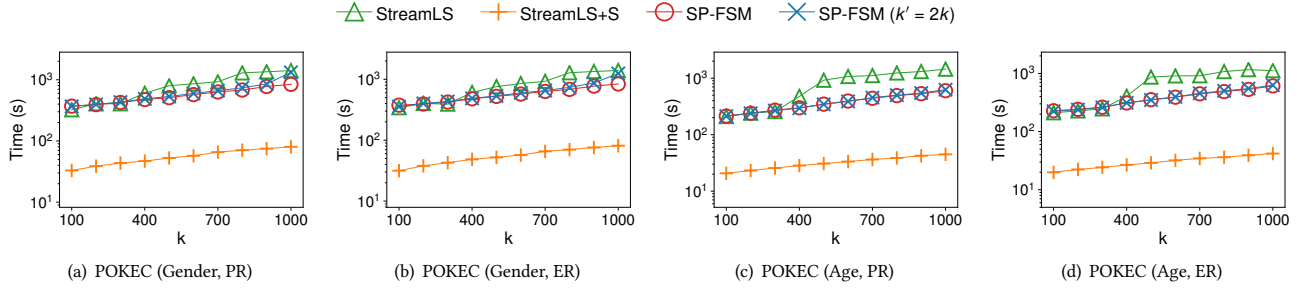 StreamLS StreamLS+S SP-FSM SP-FSM (k′ = 2k)
Time (s)
10³
10²
10¹
100 400 700 1000
k
(a) POKEC (Gender, PR)
Time (s)
10³
10²
10¹
100 400 700 1000
k
(b) POKEC (Gender, ER)
Time (s)
10³
10²
10¹
100 400 700 1000
k
(c) POKEC (Age, PR)
Time (s)
10³
10²
10¹
100 400 700 1000
k
(d) POKEC (Age, ER)